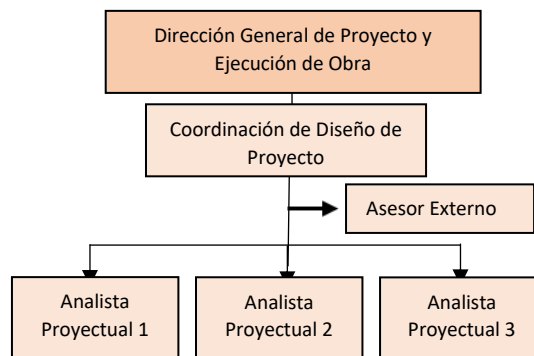 Dirección General de Proyecto y
Ejecución de Obra
Coordinación de Diseño de
Proyecto
Asesor Externo
Analista
Proyectual 1
Analista
Proyectual 2
Analista
Proyectual 3